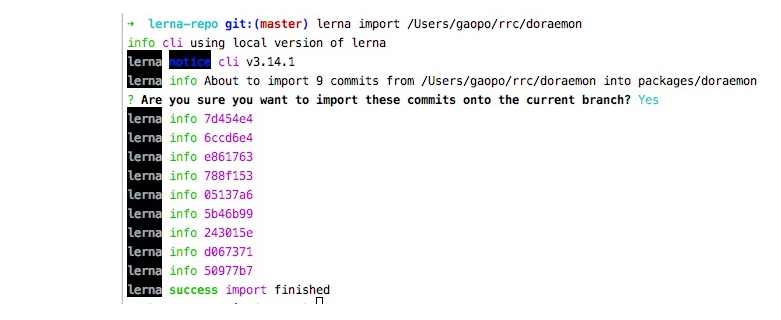 ➜ lerna-repo git:(master) lerna import /Users/gaopo/rrc/doraemon
info cli using local version of lerna
lerna notice cli v3.14.1
lerna info About to import 9 commits from /Users/gaopo/rrc/doraemon into packages/doraemon
? Are you sure you want to import these commits onto the current branch? Yes
lerna info 7d454e4
lerna info 6ccd6e4
lerna info e861763
lerna info 788f153
lerna info 05137a6
lerna info 5b46b99
lerna info 243015e
lerna info d067371
lerna info 50977b7
lerna success import finished